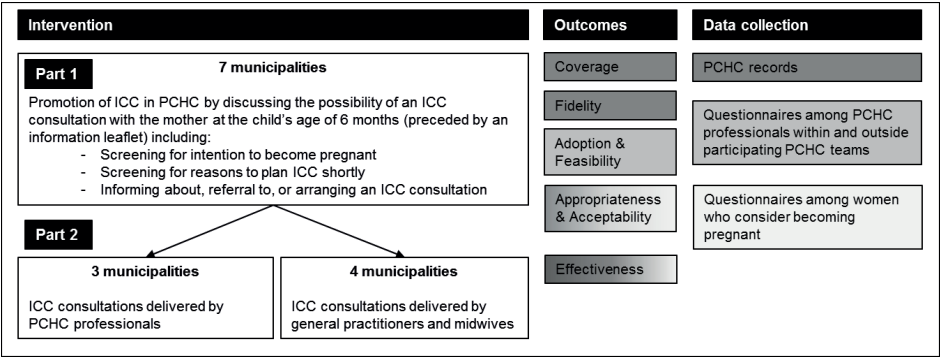 Intervention
Part 1
7 municipalities
Promotion of ICC in PCHC by discussing the possibility of an ICC
consultation with the mother at the child's age of 6 months (preceded by an
information leaflet) including:
- Screening for intention to become pregnant
- Screening for reasons to plan ICC shortly
- Informing about, referral to, or arranging an ICC consultation
Part 2
3 municipalities
ICC consultations delivered by
PCHC professionals
4 municipalities
ICC consultations delivered by
general practitioners and midwives
Outcomes
Coverage
Fidelity
Adoption &
Feasibility
Appropriateness
& Acceptability
Effectiveness
Data collection
PCHC records
Questionnaires among PCHC
professionals within and outside
participating PCHC teams
Questionnaires among women
who consider becoming
pregnant